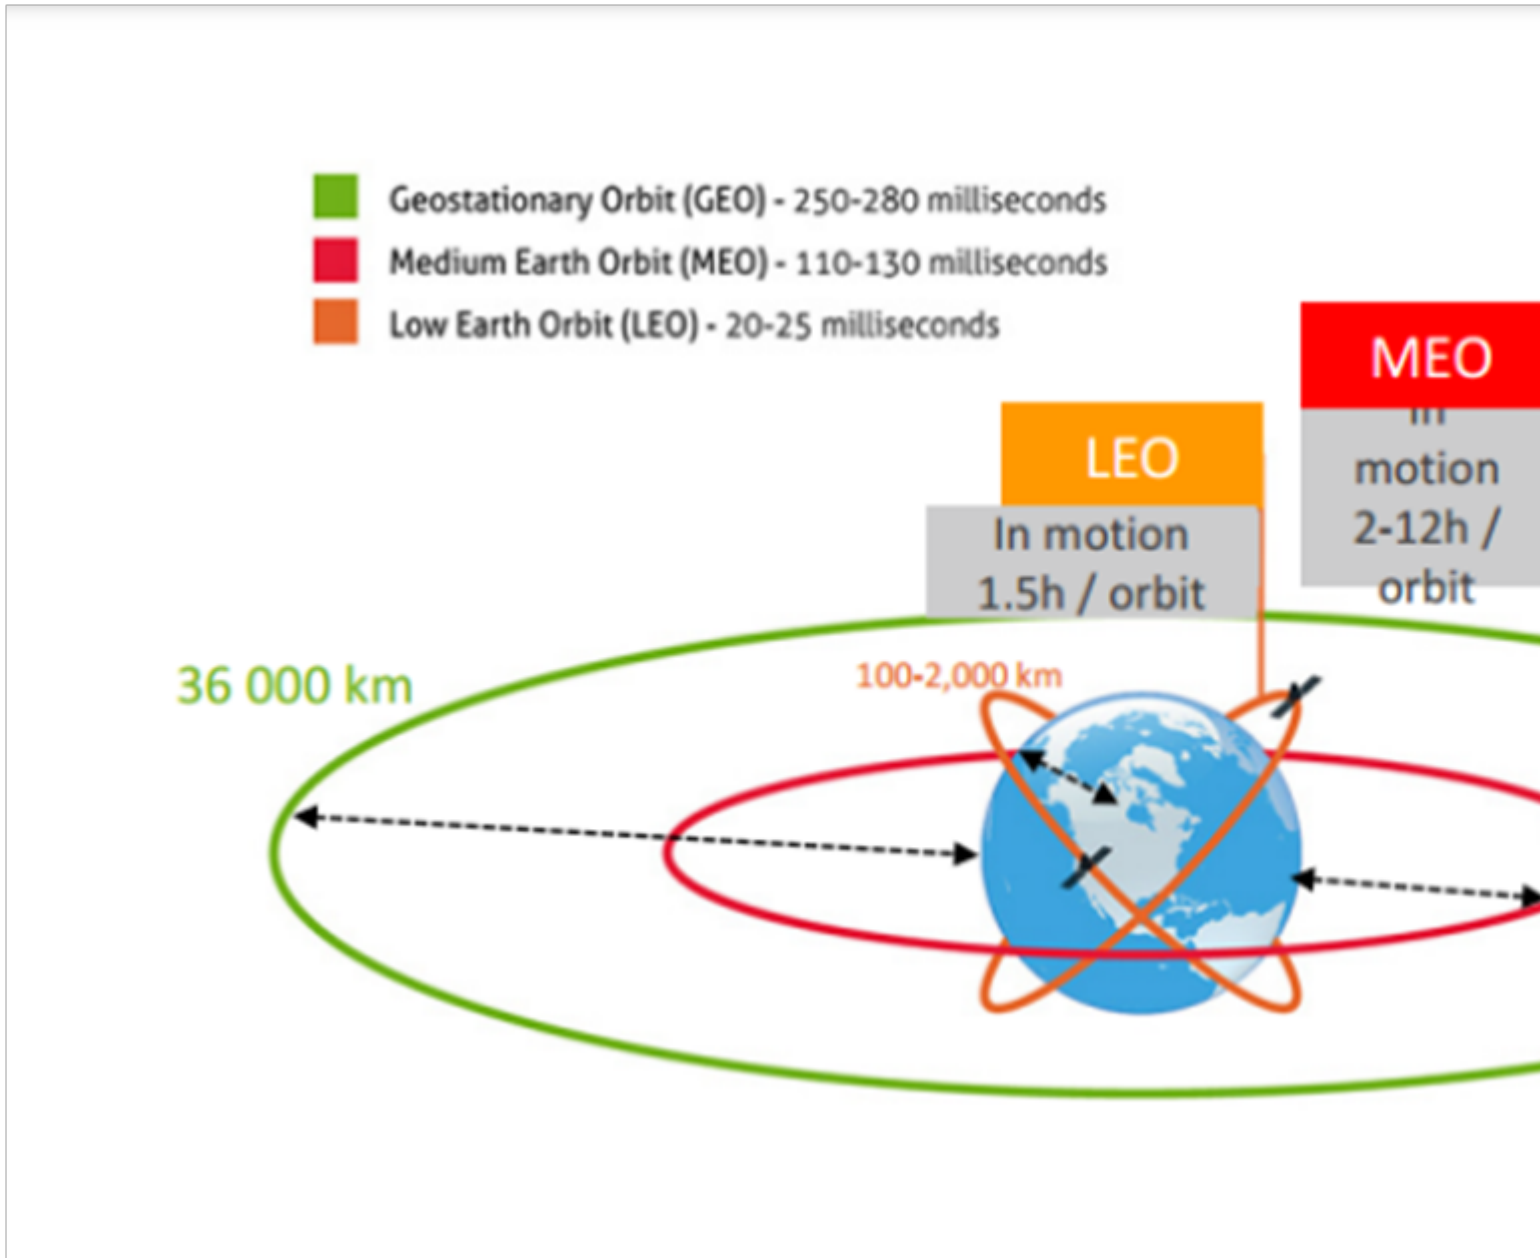 Geostationary Orbit (GEO) - 250-280 milliseconds
Medium Earth Orbit (MEO) - 110-130 milliseconds
Low Earth Orbit (LEO) - 20-25 milliseconds
MEO
In
motion
2-12h /
orbit
LEO
In motion
1.5h / orbit
36 000 km
100-2,000 km